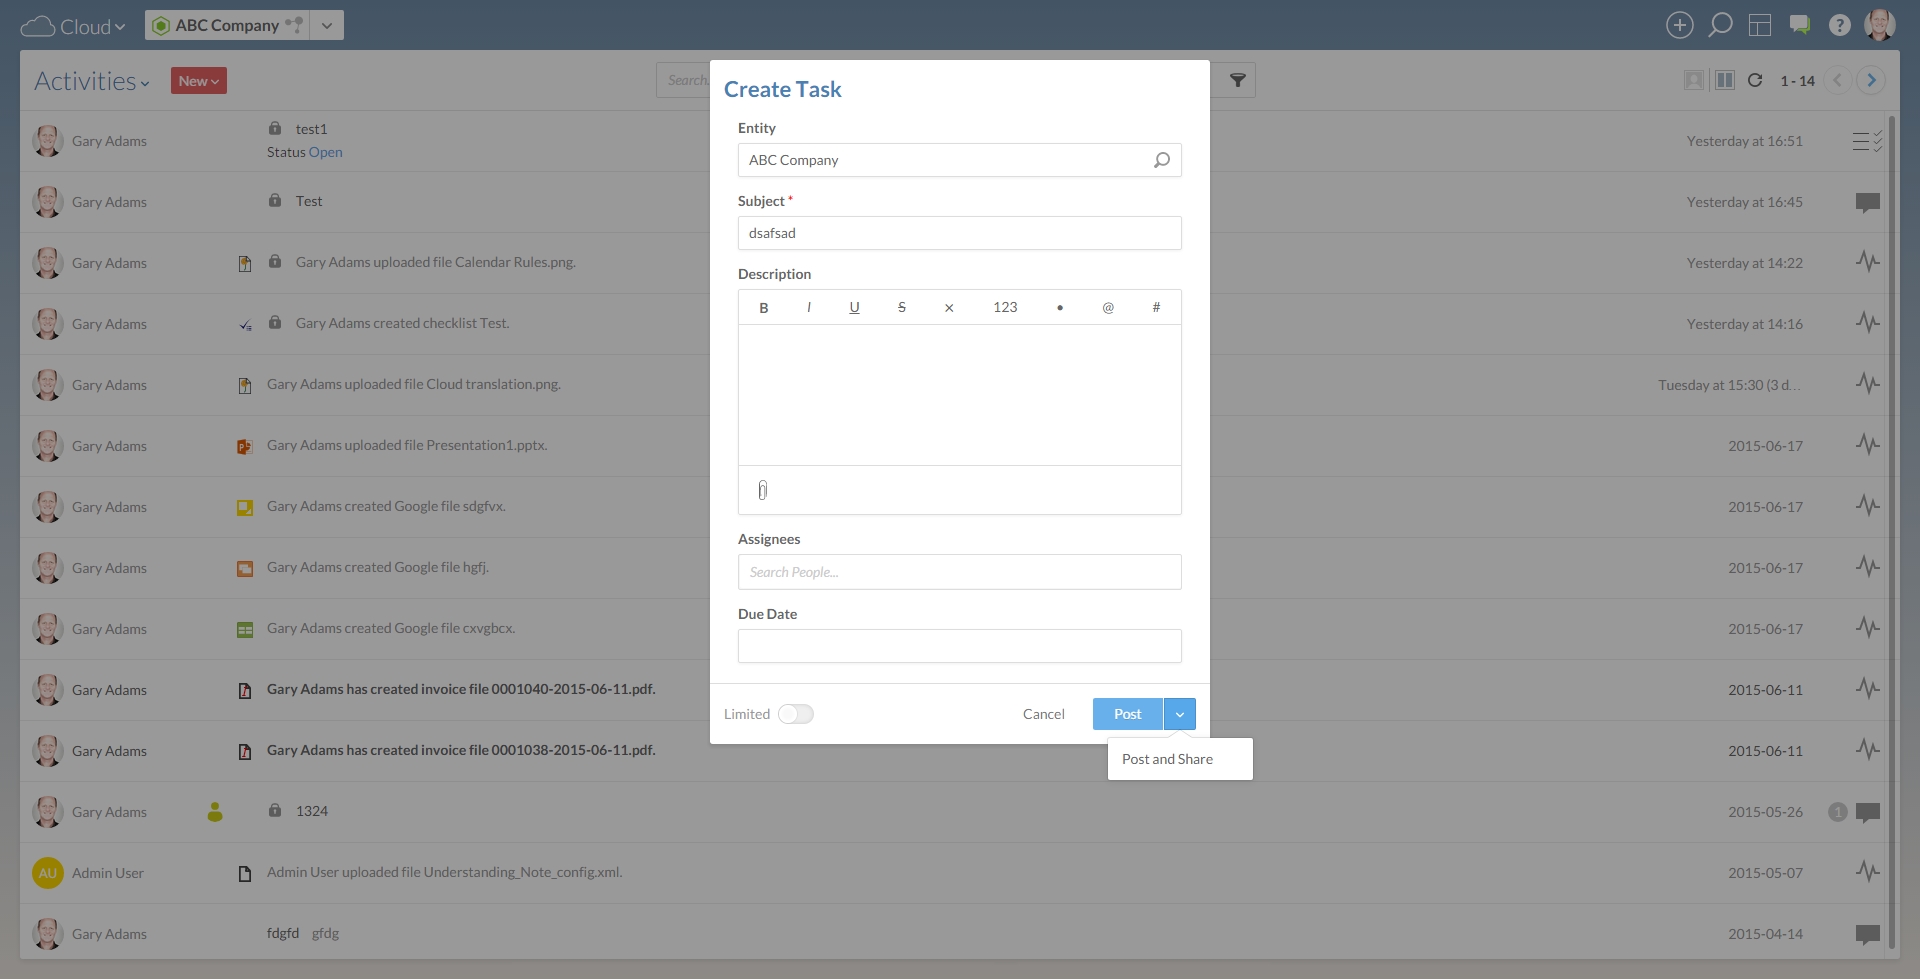 Cloud ABC Company ?
Activities New Search. 1 - 14
Create Task
Entity
ABC Company
Subject *
dsafsad
Description
B I U S × 123 • @ #
Assignees
Search People...
Due Date
Limited Cancel Post
Post and Share
Gary Adams test1 Yesterday at 16:51
Status Open
Gary Adams Test Yesterday at 16:45
Gary Adams Gary Adams uploaded file Calendar Rules.png. Yesterday at 14:22
Gary Adams Gary Adams created checklist Test. Yesterday at 14:16
Gary Adams Gary Adams uploaded file Cloud translation.png. Tuesday at 15:30 (3 d...
Gary Adams Gary Adams uploaded file Presentation1.pptx. 2015-06-17
Gary Adams Gary Adams created Google file sdgfvx. 2015-06-17
Gary Adams Gary Adams created Google file hgfj. 2015-06-17
Gary Adams Gary Adams created Google file cxvgbcx. 2015-06-17
Gary Adams Gary Adams has created invoice file 0001040-2015-06-11.pdf. 2015-06-11
Gary Adams Gary Adams has created invoice file 0001038-2015-06-11.pdf. 2015-06-11
Gary Adams 1324 2015-05-26 1
AU Admin User Admin User uploaded file Understanding_Note_config.xml. 2015-05-07
Gary Adams fdgfd gfdg 2015-04-14